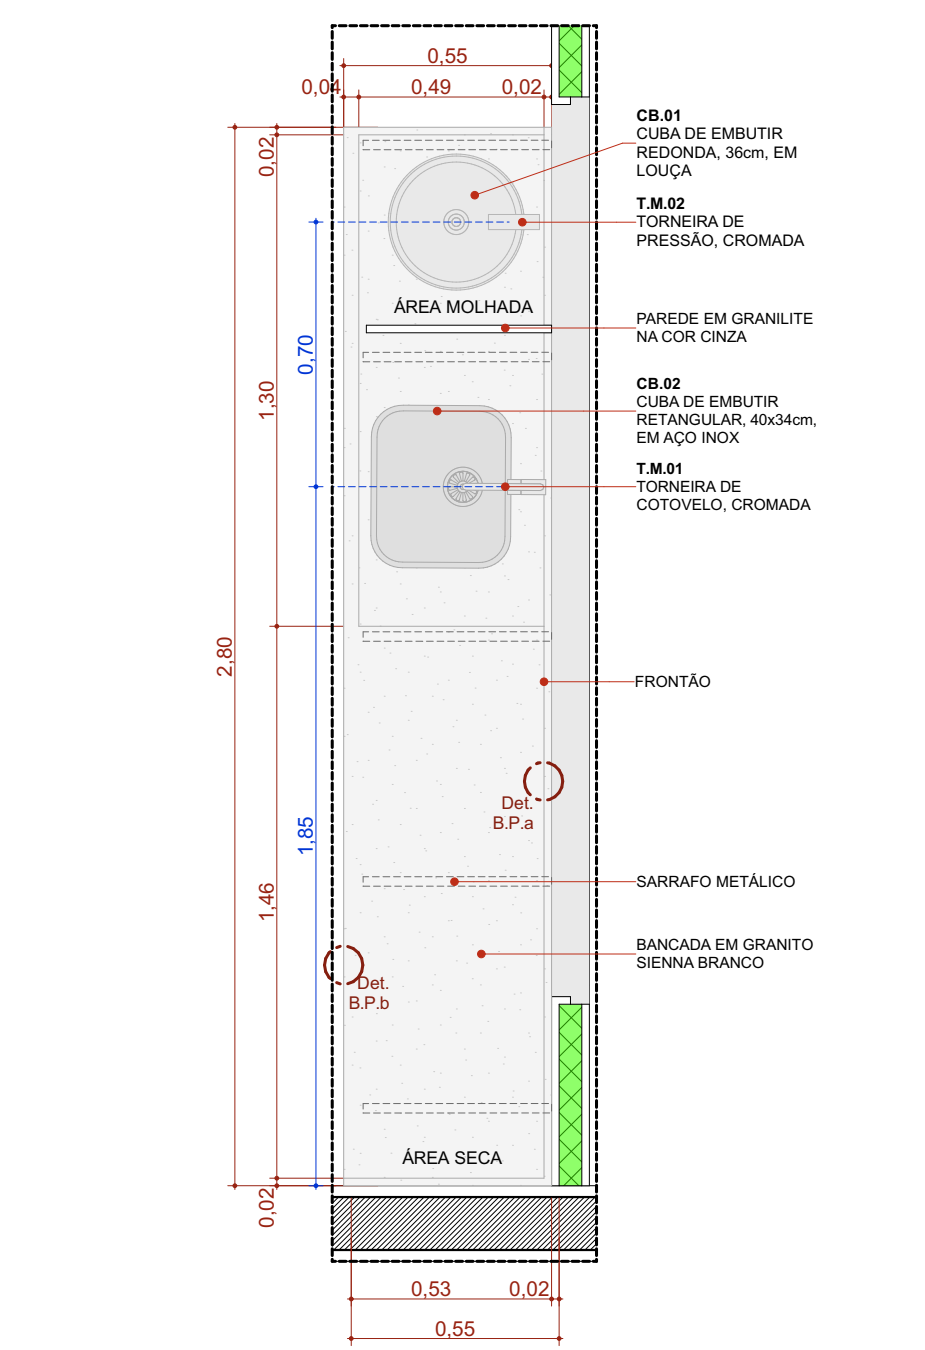 0,55
0,04
0,49
0,02
0,02
CB.01
CUBA DE EMBUTIR
REDONDA, 36cm, EM
LOUÇA
T.M.02
TORNEIRA DE
PRESSÃO, CROMADA
ÁREA MOLHADA
PAREDE EM GRANILITE
NA COR CINZA
0,70
1,30
CB.02
CUBA DE EMBUTIR
RETANGULAR, 40x34cm,
EM AÇO INOX
T.M.01
TORNEIRA DE
COTOVELO, CROMADA
2,80
FRONTÃO
Det.
B.P.a
1,85
1,46
SARRAFO METÁLICO
BANCADA EM GRANITO
SIENNA BRANCO
Det.
B.P.b
ÁREA SECA
0,02
0,53
0,02
0,55